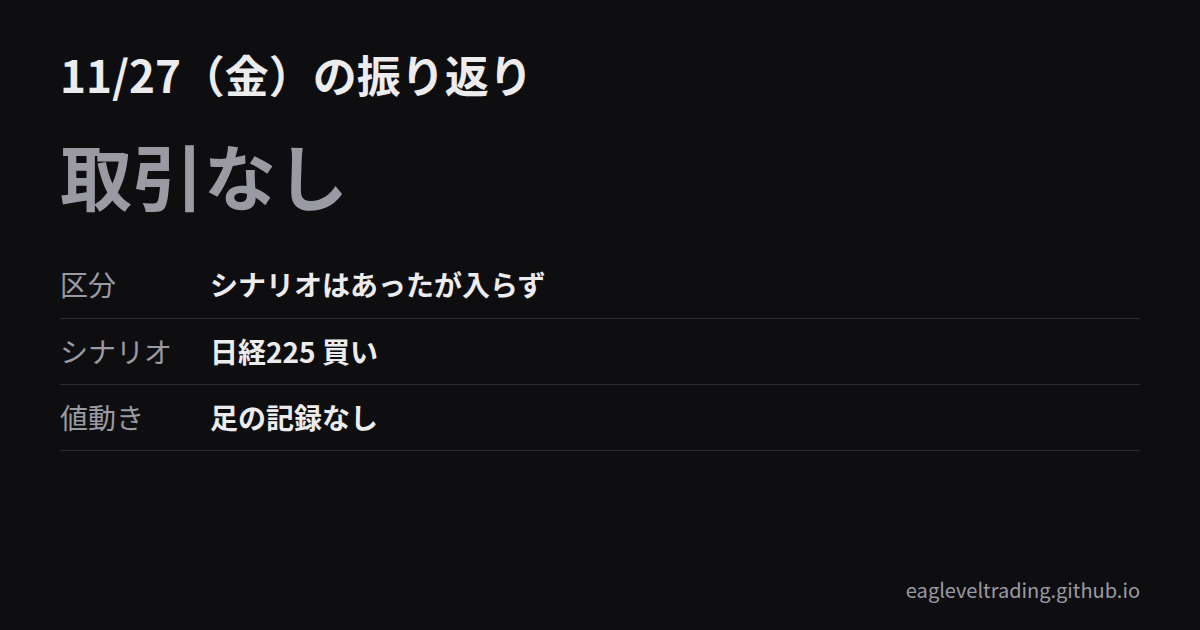 11/27（金）の振り返り
取引なし
区分 シナリオはあったが入らず
シナリオ 日経225 買い
値動き 足の記録なし
eagleveltrading.github.io